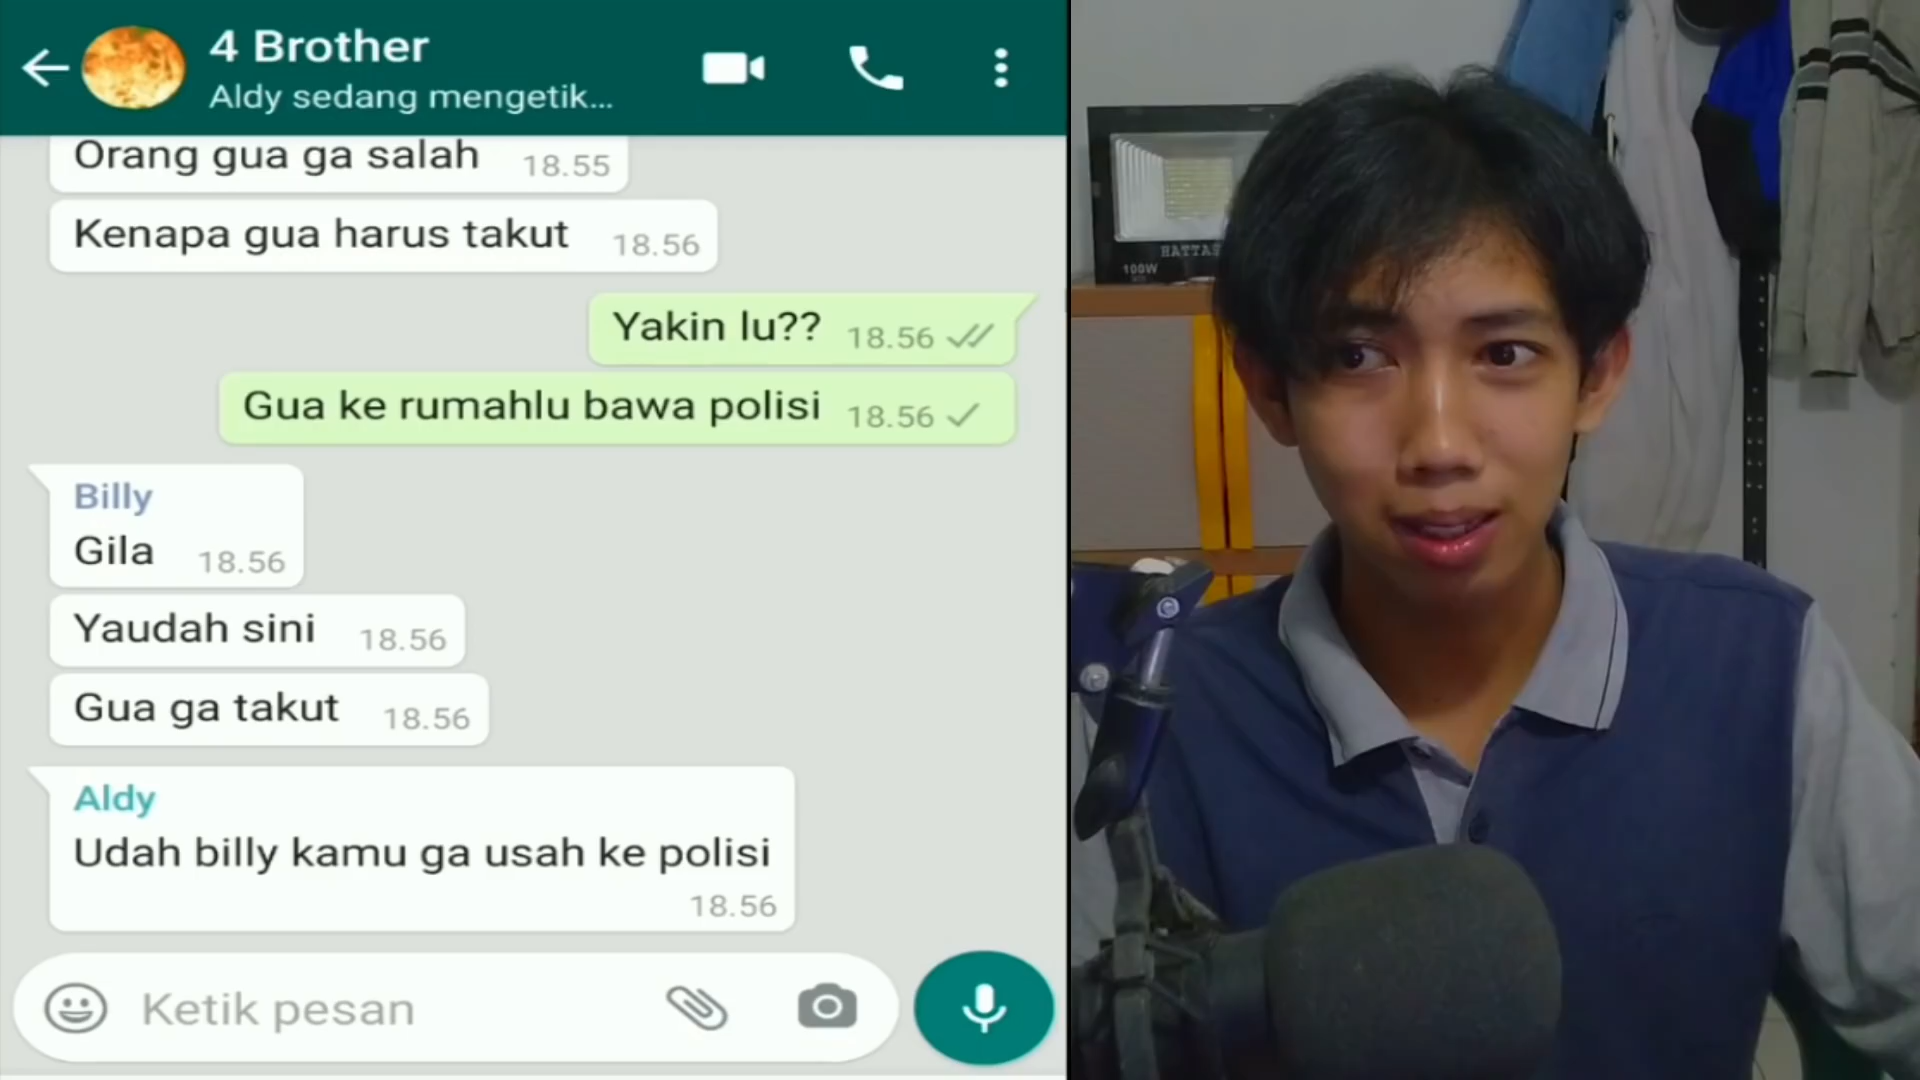 4 Brother
Aldy sedang mengetik...
Orang gua ga salah 18.55
Kenapa gua harus takut 18.56
Yakin lu?? 18.56
Gua ke rumahlu bawa polisi 18.56
Billy
Gila 18.56
Yaudah sini 18.56
Gua ga takut 18.56
Aldy
Udah billy kamu ga usah ke polisi
18.56
Ketik pesan
100W